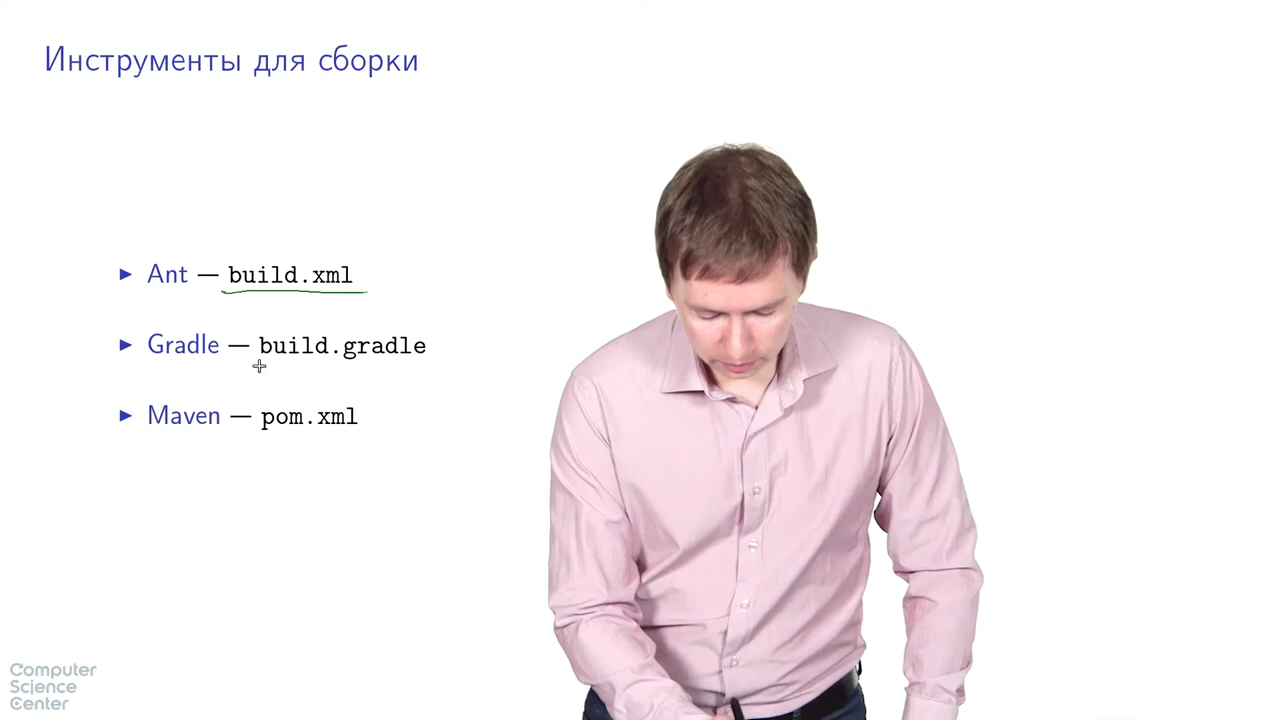 Инструменты для сборки
▶ Ant — build.xml
▶ Gradle — build.gradle
▶ Maven — pom.xml
Computer
Science
Center